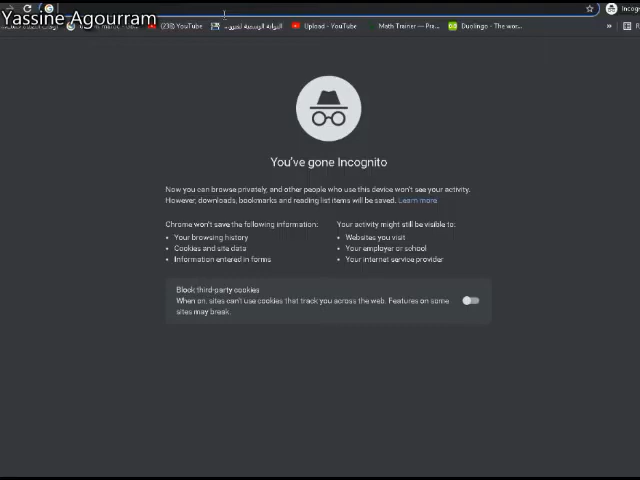 Yassine Agourram
Incog
(23) YouTube
البوابة الرسمية لخيري...
Upload - YouTube
Math Trainer — Pra...
Duolingo - The wor...
»
You've gone Incognito
Now you can browse privately, and other people who use this device won't see your activity.
However, downloads, bookmarks and reading list items will be saved. Learn more
Chrome won't save the following information:
• Your browsing history
• Cookies and site data
• Information entered in forms
Your activity might still be visible to:
• Websites you visit
• Your employer or school
• Your internet service provider
Block third-party cookies
When on, sites can't use cookies that track you across the web. Features on some
sites may break.